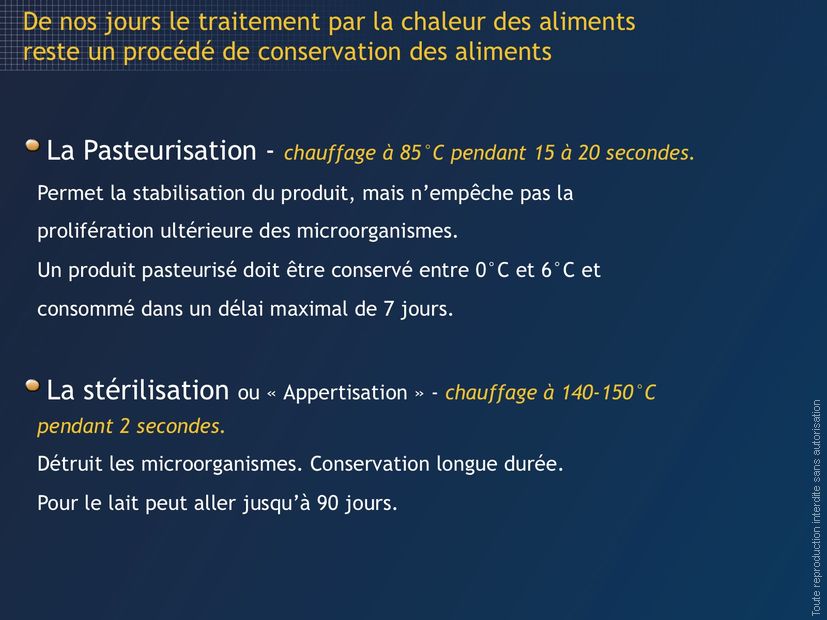 De nos jours le traitement par la chaleur des aliments
reste un procédé de conservation des aliments
La Pasteurisation - chauffage à 85°C pendant 15 à 20 secondes.
Permet la stabilisation du produit, mais n’empêche pas la
prolifération ultérieure des microorganismes.
Un produit pasteurisé doit être conservé entre 0°C et 6°C et
consommé dans un délai maximal de 7 jours.
La stérilisation ou « Appertisation » - chauffage à 140-150°C
pendant 2 secondes.
Détruit les microorganismes. Conservation longue durée.
Pour le lait peut aller jusqu’à 90 jours.
Toute reproduction interdite sans autorisation